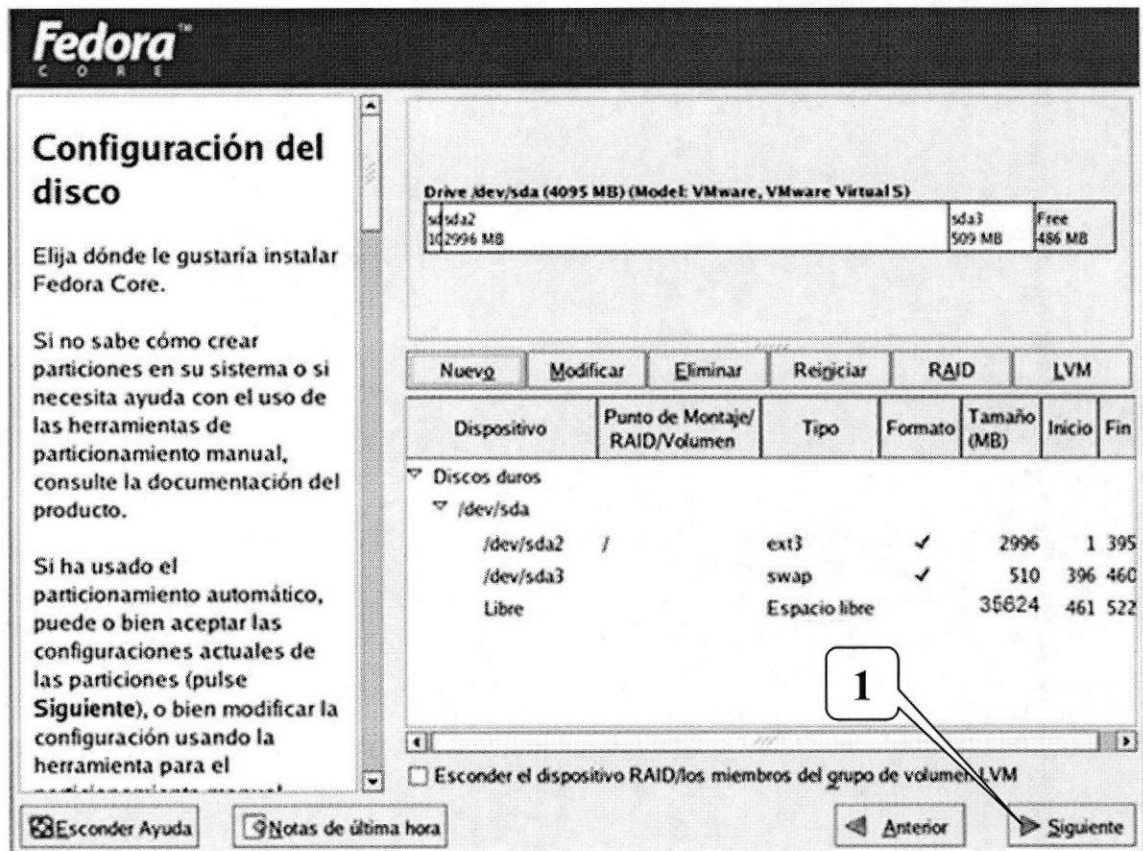 Fedora™
CORE
Configuración del
disco
Elija dónde le gustaría instalar
Fedora Core.
Si no sabe cómo crear
particiones en su sistema o si
necesita ayuda con el uso de
las herramientas de
particionamiento manual,
consulte la documentación del
producto.
Si ha usado el
particionamiento automático,
puede o bien aceptar las
configuraciones actuales de
las particiones (pulse
Siguiente), o bien modificar la
configuración usando la
herramienta para el
Drive /dev/sda (4095 MB) (Model: VMware, VMware Virtual S)
sda2 sda3 Free
2996 MB 509 MB 486 MB
Nuevo Modificar Eliminar Reiniciar RAID LVM
Dispositivo Punto de Montaje/ RAID/Volumen Tipo Formato Tamaño (MB) Inicio Fin
Discos duros
/dev/sda
/dev/sda2 / ext3 ✓ 2996 1 395
/dev/sda3 swap ✓ 510 396 460
Libre Espacio libre 35624 461 522
1
Esconder el dispositivo RAID/los miembros del grupo de volumen LVM
Esconder Ayuda Notas de última hora Anterior Siguiente